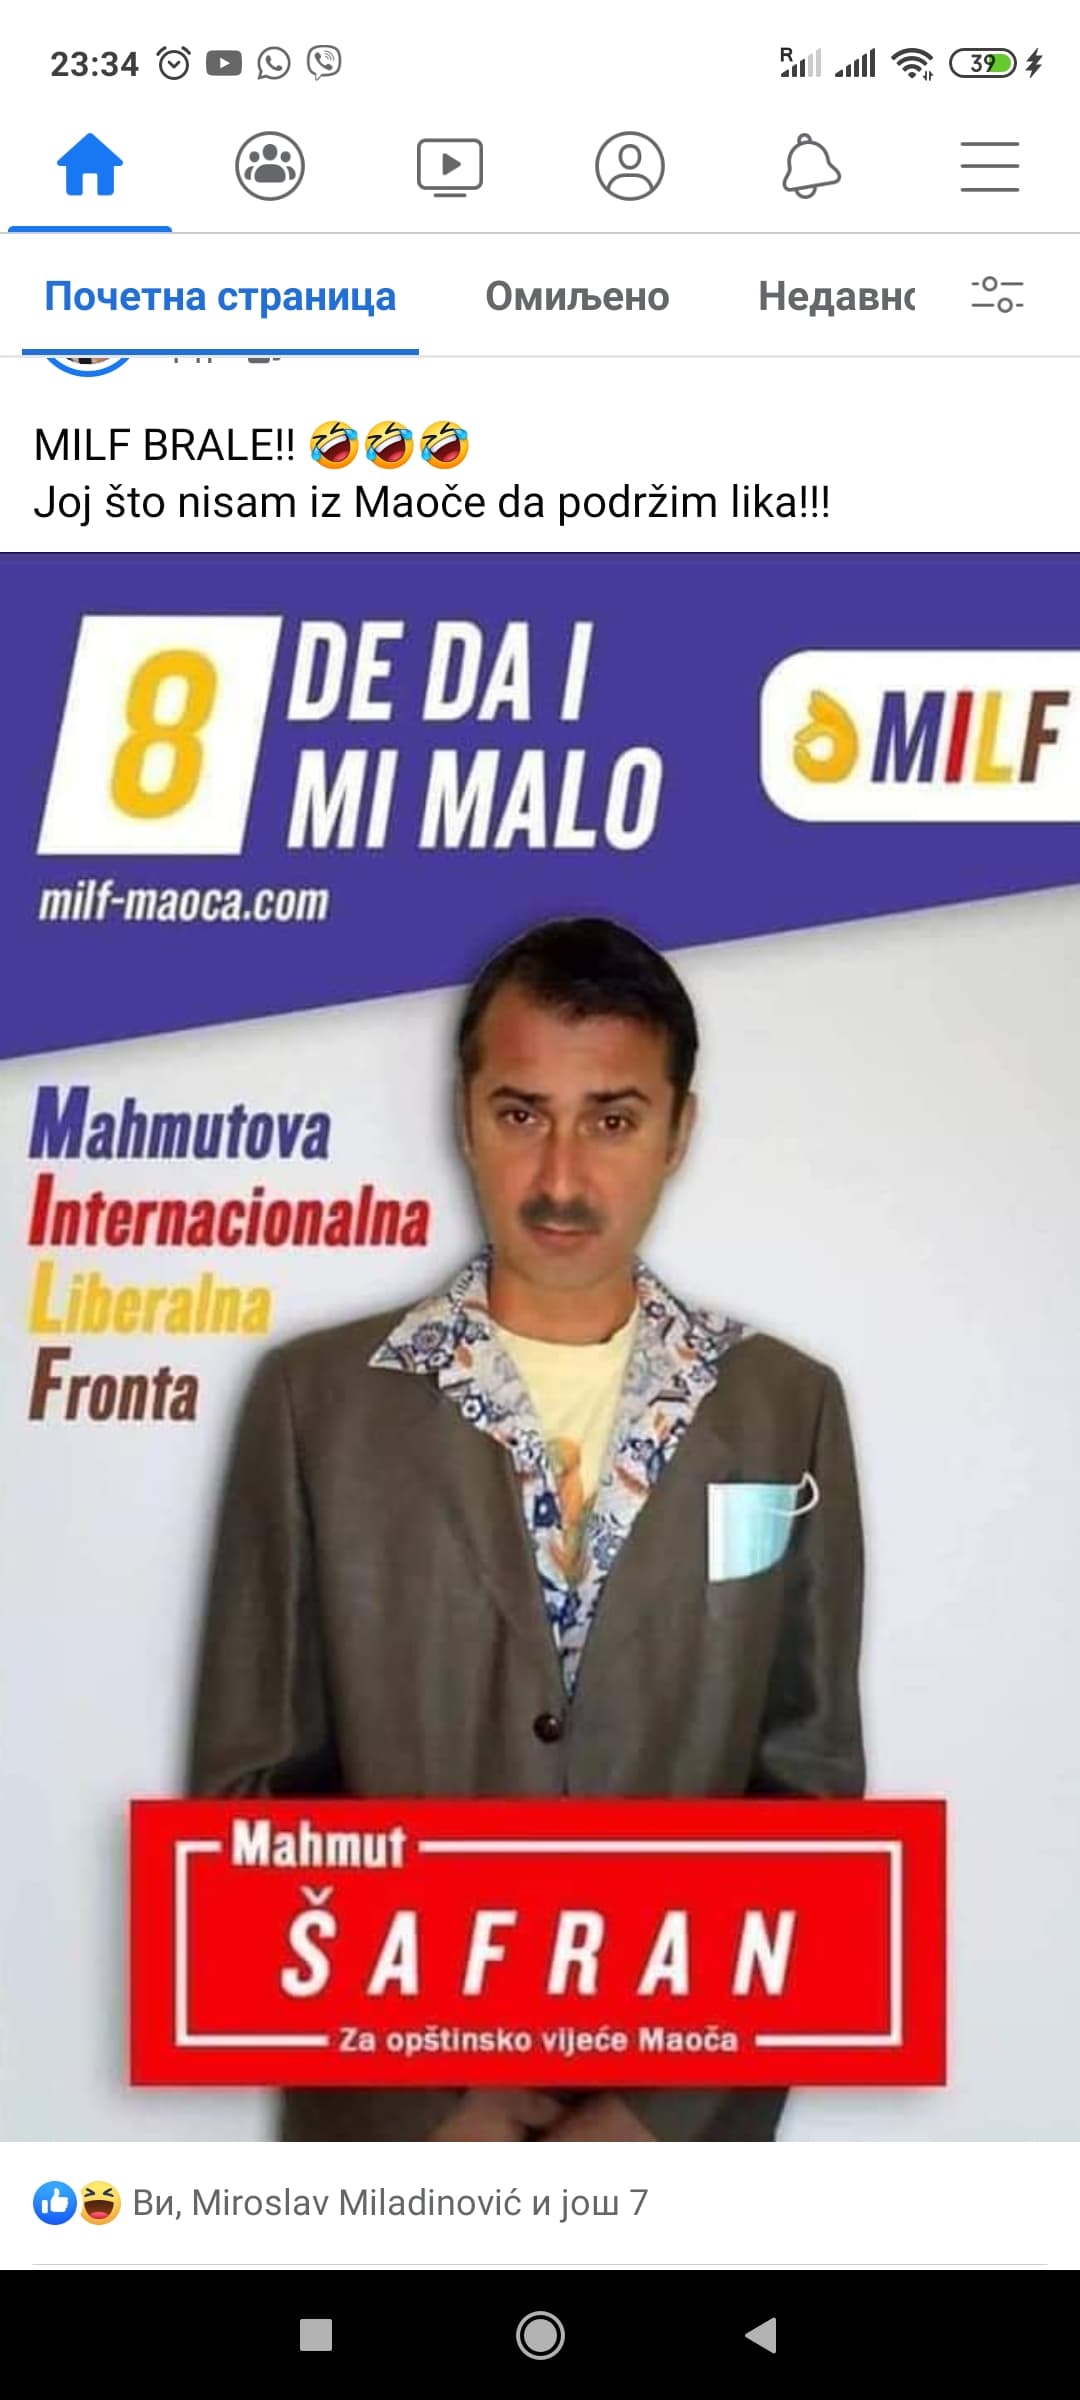 23:34
R
39
Почетна страница
Омиљено
Недавно
MILF BRALE!! 🤣🤣🤣
Joj što nisam iz Maoče da podržim lika!!!
8
DE DA I
MI MALO
👌MILF
milf-maoca.com
Mahmutova
Internacionalna
Liberalna
Fronta
Mahmut
ŠAFRAN
Za opštinsko vijeće Maoča
Ви, Miroslav Miladinović и још 7